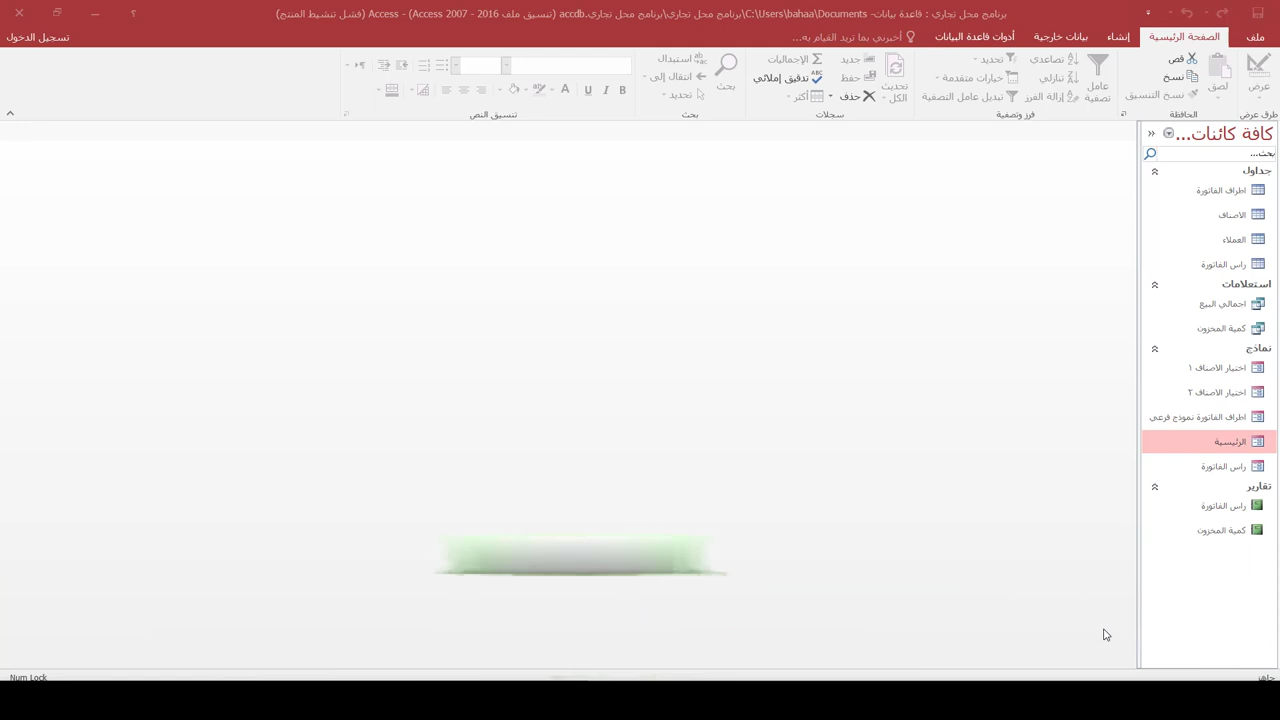 برنامج محل تجاري : قاعدة بيانات- C:\Users\bahaa\Documents\برنامج محل تجاري\برنامج محل تجاري.accdb (تنسيق ملف Access 2007 - 2016) - Access (فشل تنشيط المنتج)
ملف
الصفحة الرئيسية
إنشاء
بيانات خارجية
أدوات قاعدة البيانات
أخبرني بما تريد القيام به...
تسجيل الدخول
عرض
طرق عرض
لصق
قص
نسخ
نسخ التنسيق
الحافظة
عامل تصفية
تصاعدي
تنازلي
إزالة الفرز
تحديد
خيارات متقدمة
تبديل عامل التصفية
فرز وتصفية
تحديث الكل
جديد
حفظ
حذف
الإجماليات
تدقيق إملائي
أكثر
سجلات
بحث
استبدال
انتقال إلى
تحديد
بحث
B I U A
تنسيق النص
كافة كائنات...
بحث...
جداول
اطراف الفاتورة
الاصناف
العملاء
راس الفاتورة
استعلامات
اجمالي البيع
كمية المخزون
نماذج
اختيار الاصناف ١
اختيار الاصناف ٢
اطراف الفاتورة نموذج فرعي
الرئيسية
راس الفاتورة
تقارير
راس الفاتورة
كمية المخزون
جاهز
Num Lock